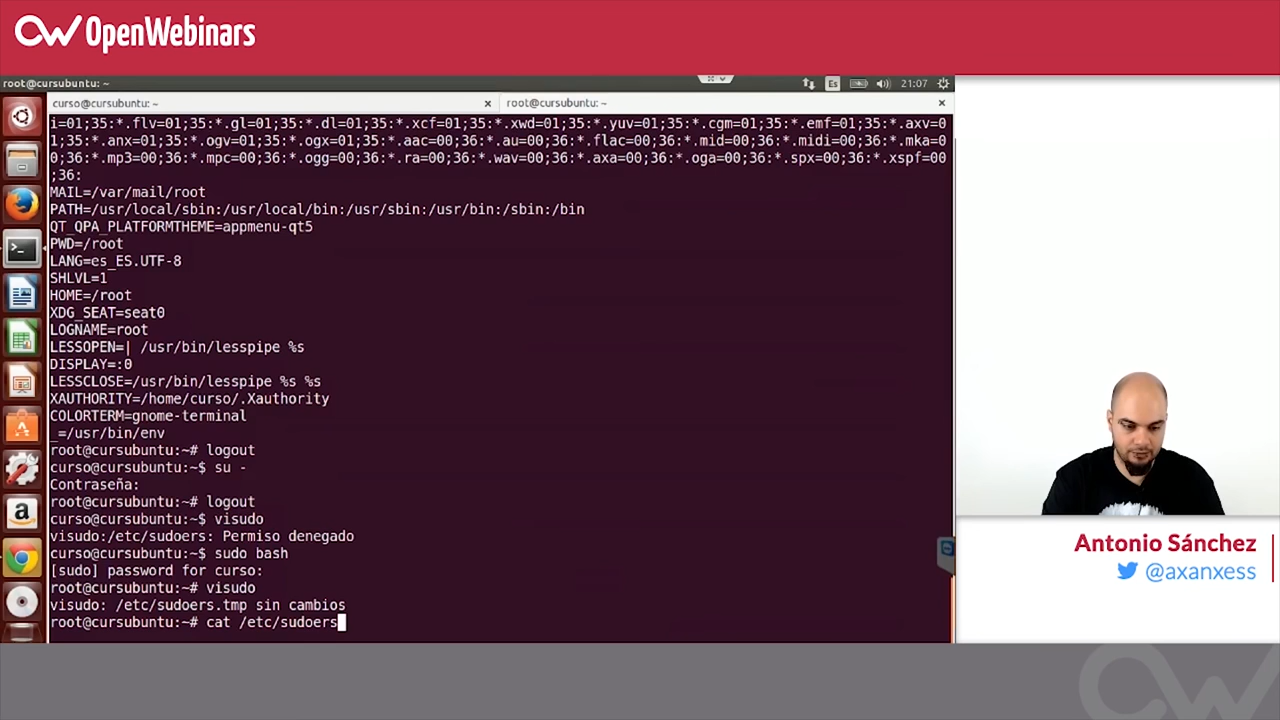 OpenWebinars
root@cursubuntu: ~
Es
21:07
curso@cursubuntu: ~
×
root@cursubuntu: ~
×
i=01;35:*.flv=01;35:*.gl=01;35:*.dl=01;35:*.xcf=01;35:*.xwd=01;35:*.yuv=01;35:*.cgm=01;35:*.emf=01;35:*.axv=0
1;35:*.anx=01;35:*.ogv=01;35:*.ogx=01;35:*.aac=00;36:*.au=00;36:*.flac=00;36:*.mid=00;36:*.midi=00;36:*.mka=0
0;36:*.mp3=00;36:*.mpc=00;36:*.ogg=00;36:*.ra=00;36:*.wav=00;36:*.axa=00;36:*.oga=00;36:*.spx=00;36:*.xspf=00
;36:
MAIL=/var/mail/root
PATH=/usr/local/sbin:/usr/local/bin:/usr/sbin:/usr/bin:/sbin:/bin
QT_QPA_PLATFORMTHEME=appmenu-qt5
PWD=/root
LANG=es_ES.UTF-8
SHLVL=1
HOME=/root
XDG_SEAT=seat0
LOGNAME=root
LESSOPEN=| /usr/bin/lesspipe %s
DISPLAY=:0
LESSCLOSE=/usr/bin/lesspipe %s %s
XAUTHORITY=/home/curso/.Xauthority
COLORTERM=gnome-terminal
_=/usr/bin/env
root@cursubuntu:~# logout
curso@cursubuntu:~$ su -
Contraseña:
root@cursubuntu:~# logout
curso@cursubuntu:~$ visudo
visudo:/etc/sudoers: Permiso denegado
curso@cursubuntu:~$ sudo bash
[sudo] password for curso:
root@cursubuntu:~# visudo
visudo: /etc/sudoers.tmp sin cambios
root@cursubuntu:~# cat /etc/sudoers
Antonio Sánchez
@axanxess